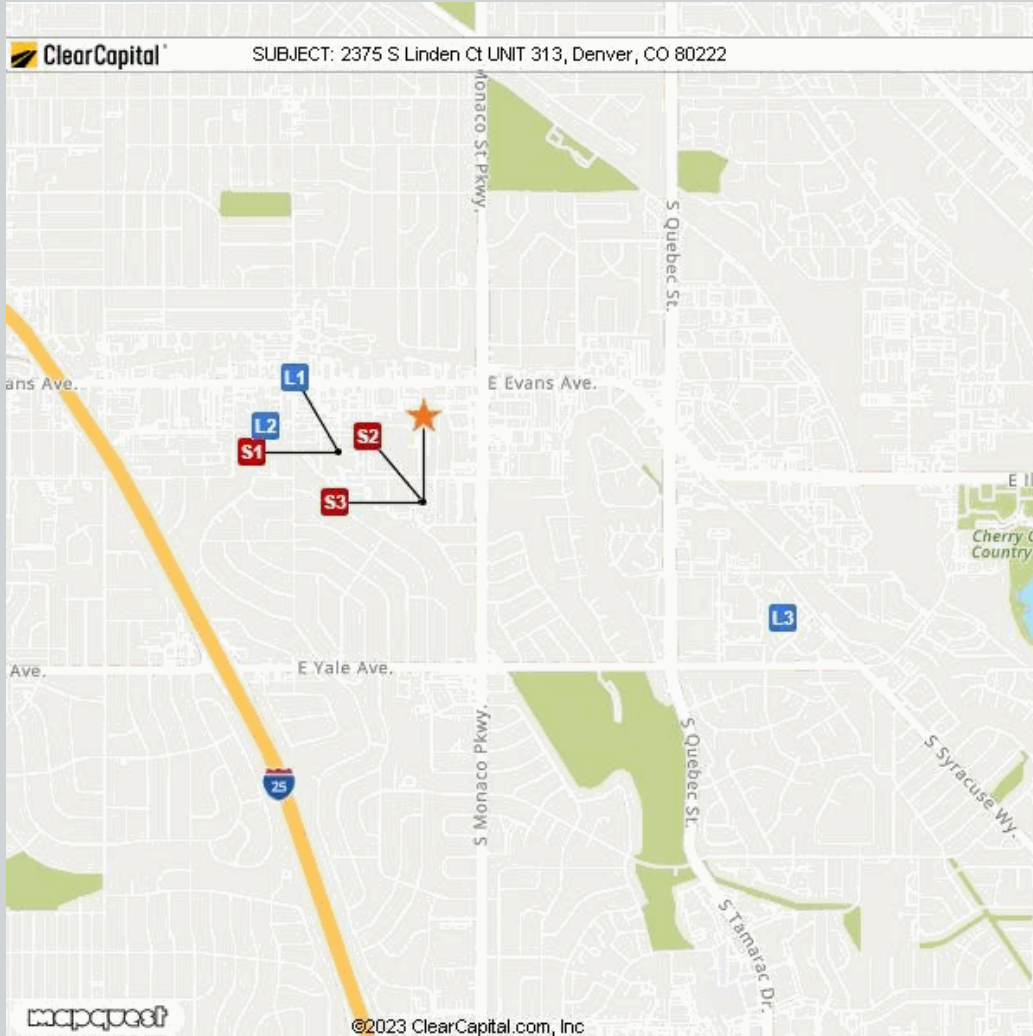 ClearCapital
SUBJECT: 2375 S Linden Ct UNIT 313, Denver, CO 80222
Monaco St Pkwy.
S Quebec St.
L1
ans Ave.
E Evans Ave.
L2
S2
S1
S3
E Il
Cherry C
Country
L3
Ave.
E Yale Ave.
S Monaco Pkwy.
S Quebec St.
S Syracuse Wy.
25
S Tamarac Dr.
mapquest
©2023 ClearCapital.com, Inc